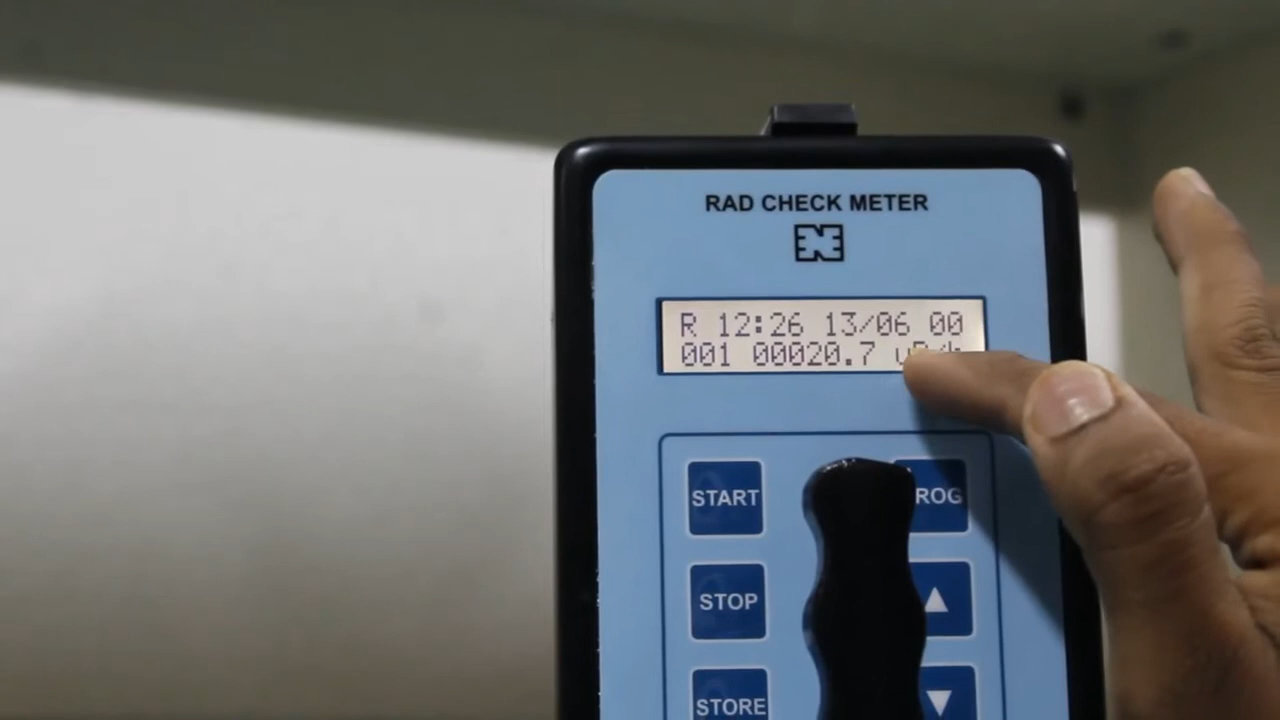 RAD CHECK METER
R 12:26 13/06 00
001 00020.7
START
STOP
STORE